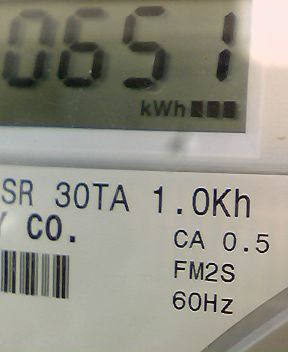 0651
kWh
SR 30TA 1.0Kh
Y CO.
CA 0.5
FM2S
60Hz